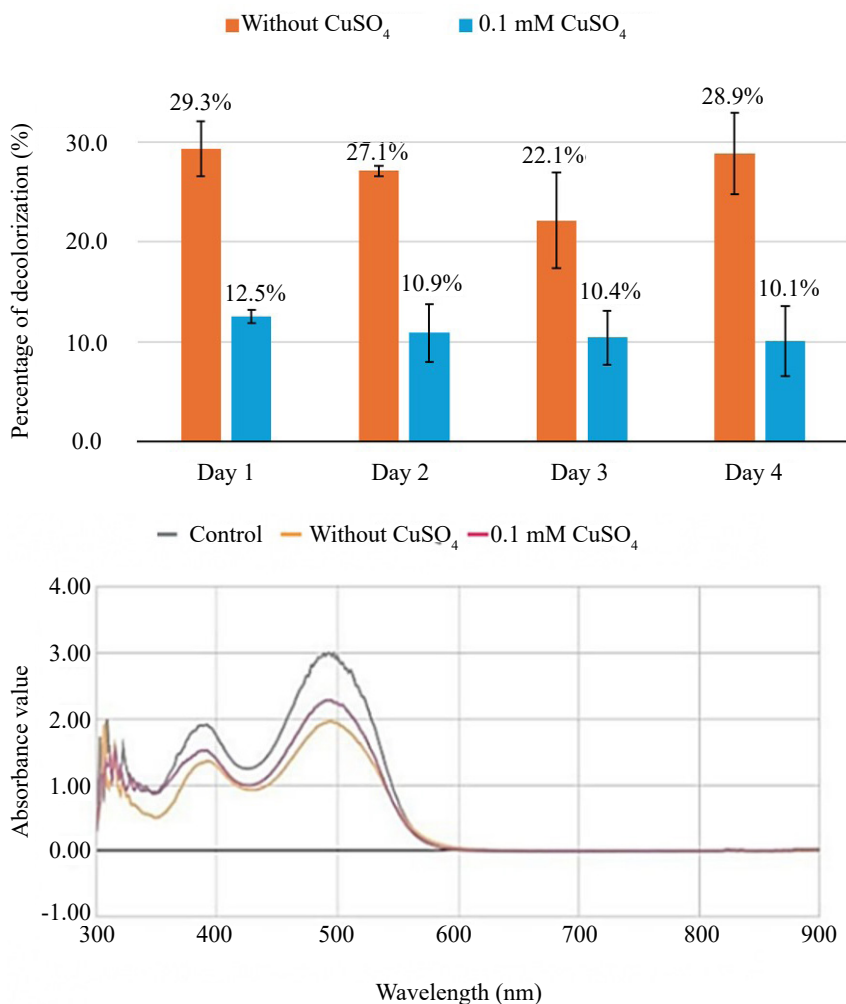 Without CuSO₄ 0.1 mM CuSO₄
Percentage of decolorization (%)
30.0
20.0
10.0
0.0
29.3%
12.5%
27.1%
10.9%
22.1%
10.4%
28.9%
10.1%
Day 1 Day 2 Day 3 Day 4
Control Without CuSO₄ 0.1 mM CuSO₄
Absorbance value
4.00
3.00
2.00
1.00
0.00
-1.00
300 400 500 600 700 800 900
Wavelength (nm)